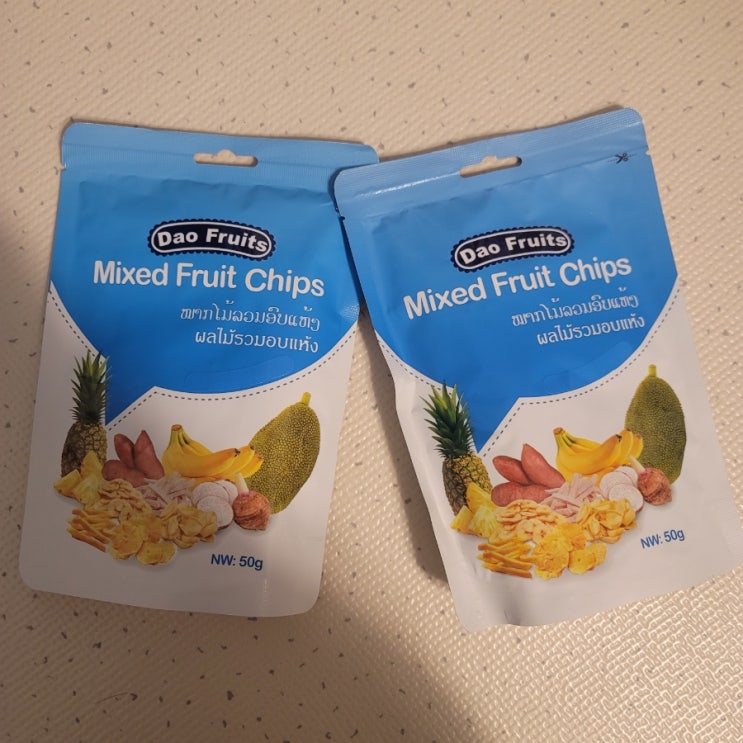 Dao Fruits
Mixed Fruit Chips
ໝາກໄມ້ລວມອົບແຫ້ງ
ผลไม้รวมอบแห้ง
NW: 50g
Dao Fruits
Mixed Fruit Chips
ໝາກໄມ້ລວມອົບແຫ້ງ
ผลไม้รวมอบแห้ง
NW: 50g